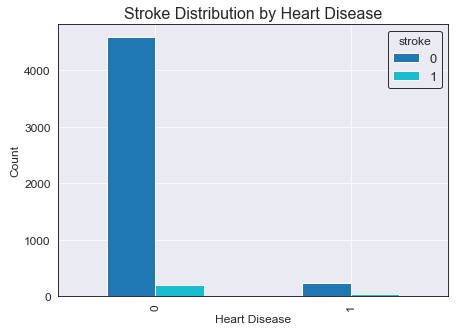 Stroke Distribution by Heart Disease
stroke
0
1
Count
4000
3000
2000
1000
0
0
1
Heart Disease